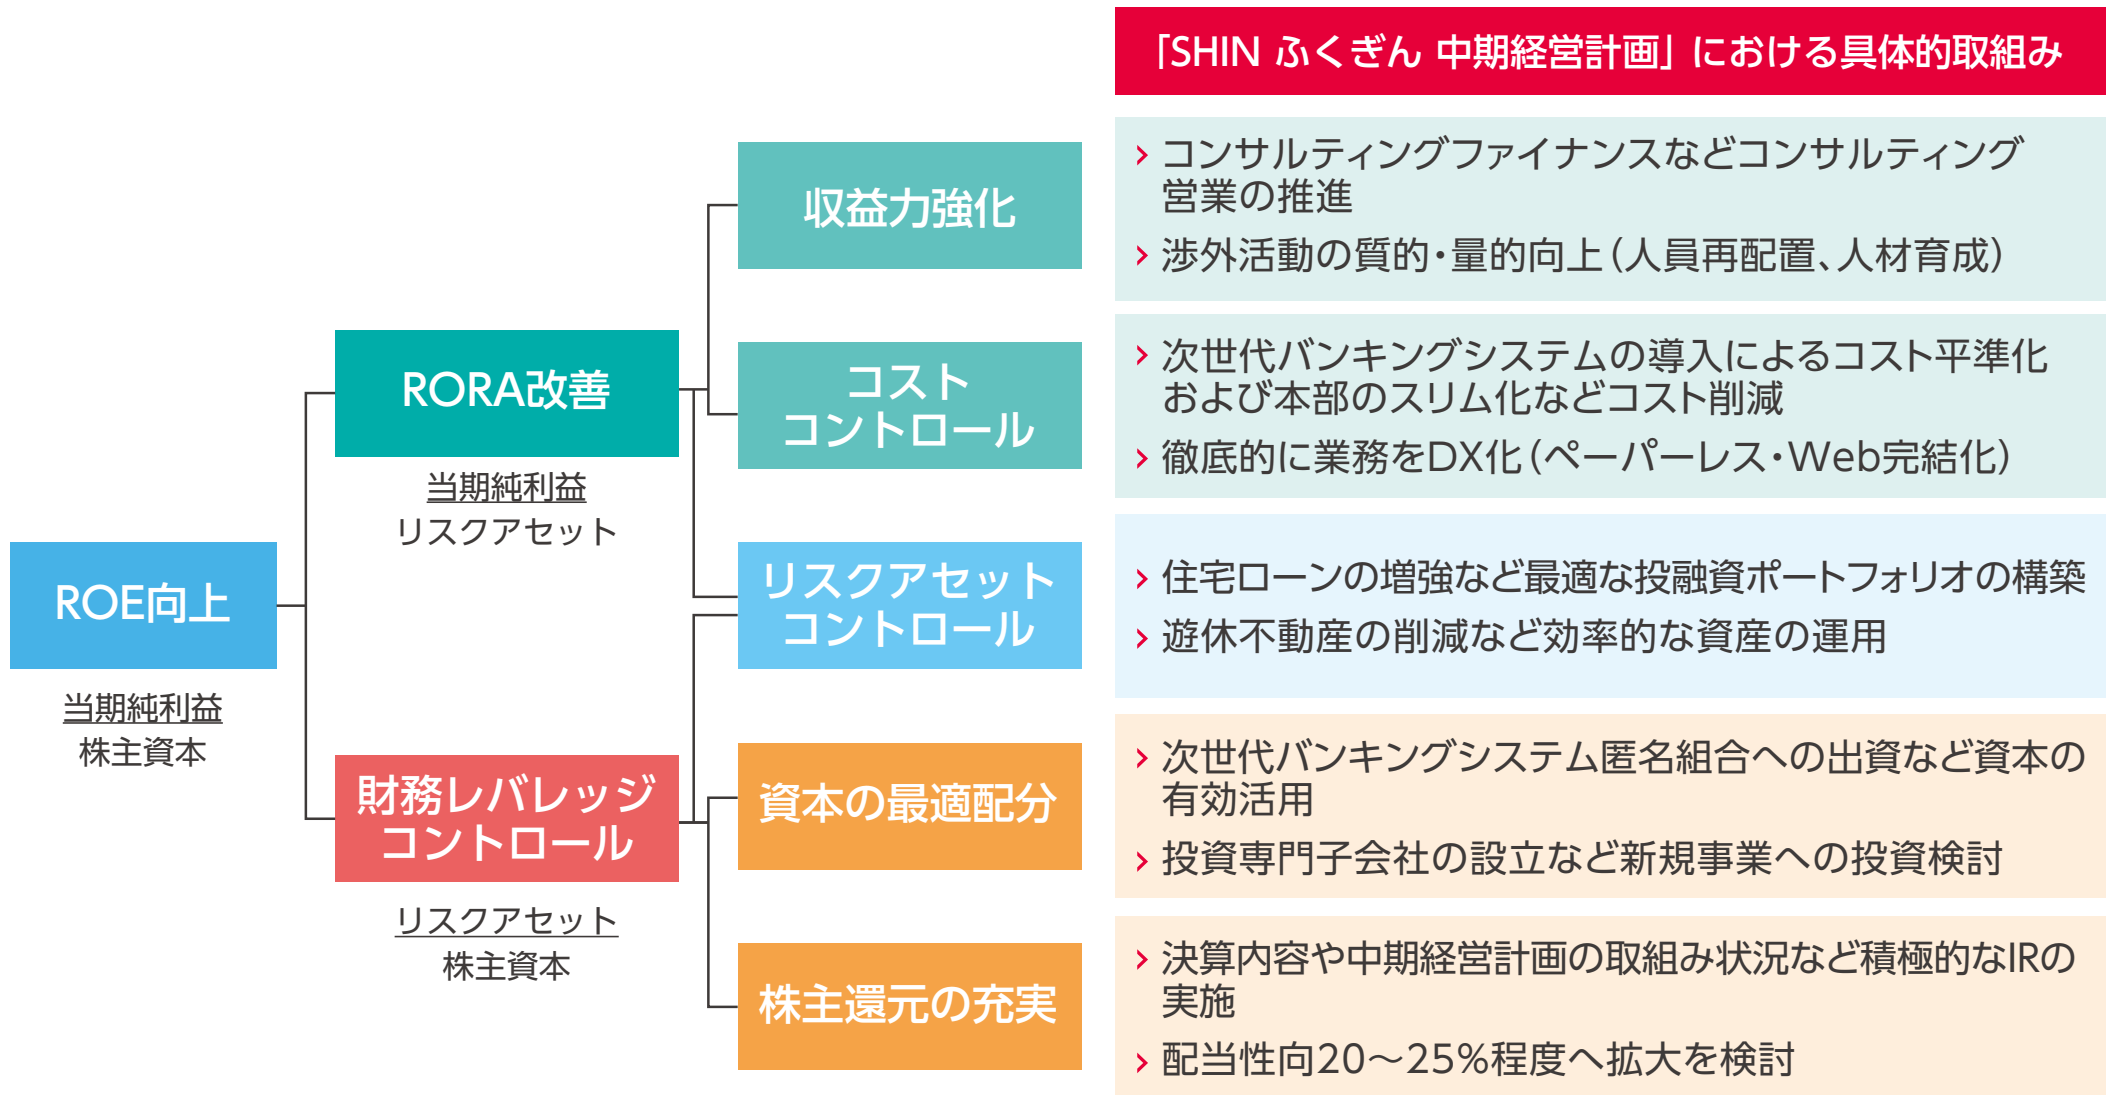 「SHIN ふくぎん 中期経営計画」における具体的取組み
ROE向上
当期純利益
株主資本
RORA改善
当期純利益
リスクアセット
財務レバレッジ
コントロール
リスクアセット
株主資本
収益力強化
› コンサルティングファイナンスなどコンサルティング
営業の推進
› 渉外活動の質的・量的向上（人員再配置、人材育成）
コスト
コントロール
› 次世代バンキングシステムの導入によるコスト平準化
および本部のスリム化などコスト削減
› 徹底的に業務をDX化（ペーパーレス・Web完結化）
リスクアセット
コントロール
› 住宅ローンの増強など最適な投融資ポートフォリオの構築
› 遊休不動産の削減など効率的な資産の運用
資本の最適配分
› 次世代バンキングシステム匿名組合への出資など資本の
有効活用
› 投資専門子会社の設立など新規事業への投資検討
株主還元の充実
› 決算内容や中期経営計画の取組み状況など積極的なIRの
実施
› 配当性向20～25%程度へ拡大を検討